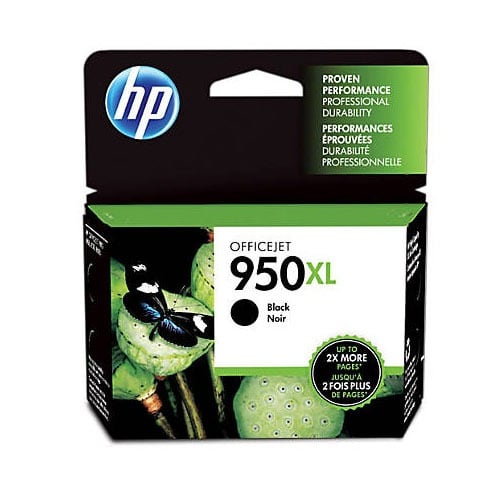 hp
PROVEN
PERFORMANCE
PROFESSIONAL
DURABILITY
PERFORMANCES
ÉPROUVÉES
DURABILITÉ
PROFESSIONNELLE
OFFICEJET
950XL
Black
Noir
UP TO
2X MORE
PAGES*
JUSQU'À
2 FOIS PLUS
DE PAGES*